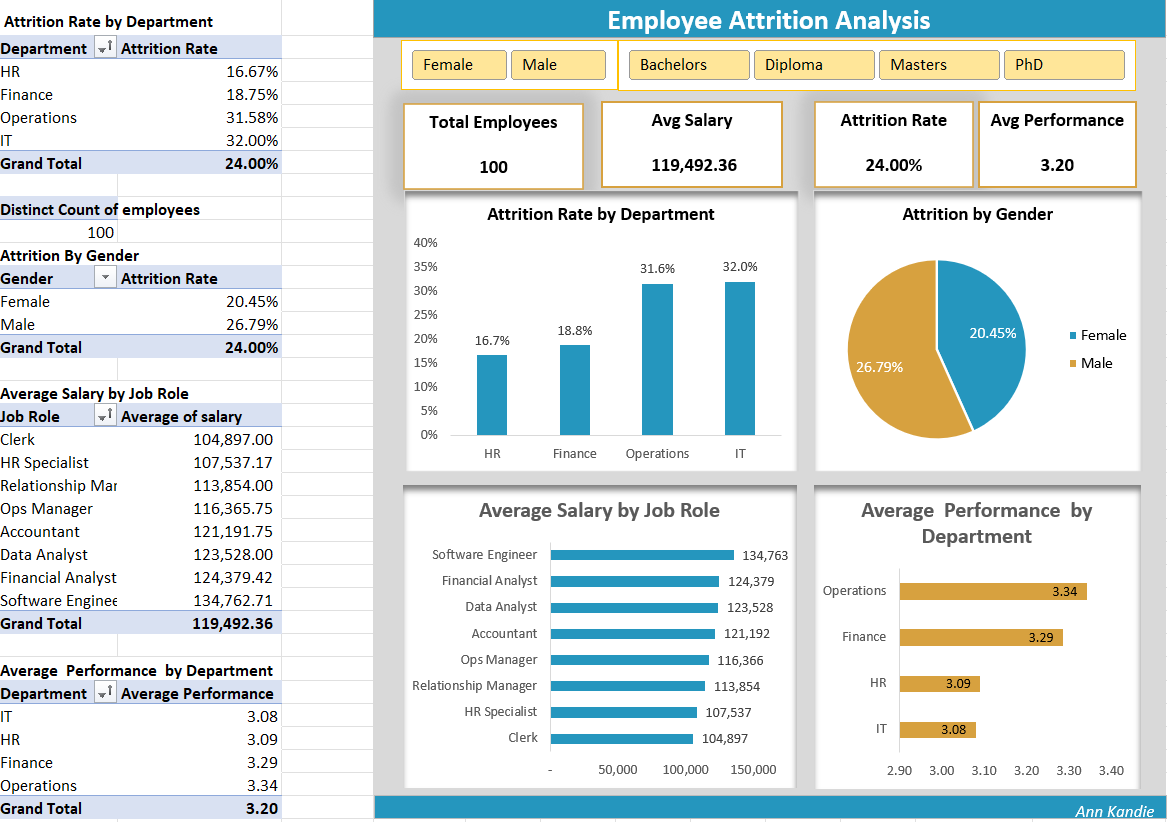 Attrition Rate by Department
Department Attrition Rate
HR 16.67%
Finance 18.75%
Operations 31.58%
IT 32.00%
Grand Total 24.00%
Distinct Count of employees
100
Attrition By Gender
Gender Attrition Rate
Female 20.45%
Male 26.79%
Grand Total 24.00%
Average Salary by Job Role
Job Role Average of salary
Clerk 104,897.00
HR Specialist 107,537.17
Relationship Mar 113,854.00
Ops Manager 116,365.75
Accountant 121,191.75
Data Analyst 123,528.00
Financial Analyst 124,379.42
Software Enginee 134,762.71
Grand Total 119,492.36
Average Performance by Department
Department Average Performance
IT 3.08
HR 3.09
Finance 3.29
Operations 3.34
Grand Total 3.20
Employee Attrition Analysis
Female Male Bachelors Diploma Masters PhD
Total Employees
100
Avg Salary
119,492.36
Attrition Rate
24.00%
Avg Performance
3.20
Attrition Rate by Department
40%
35%
30%
25%
20%
15%
10%
5%
0%
16.7% 18.8% 31.6% 32.0%
HR Finance Operations IT
Attrition by Gender
20.45%
26.79%
Female
Male
Average Salary by Job Role
Software Engineer 134,763
Financial Analyst 124,379
Data Analyst 123,528
Accountant 121,192
Ops Manager 116,366
Relationship Manager 113,854
HR Specialist 107,537
Clerk 104,897
- 50,000 100,000 150,000
Average Performance by
Department
Operations 3.34
Finance 3.29
HR 3.09
IT 3.08
2.90 3.00 3.10 3.20 3.30 3.40
Ann Kandie